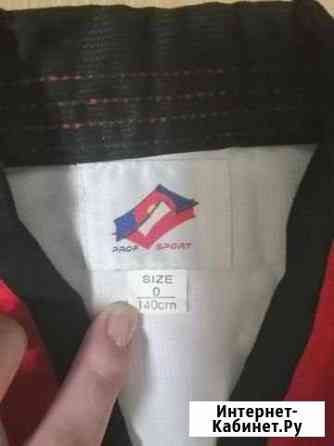 PROF SPORT
SIZE
0
140cm
Интернет-
Кабинет.Ру